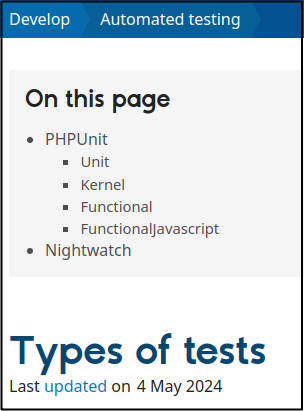 Develop
Automated testing
On this page
PHPUnit
Unit
Kernel
Functional
FunctionalJavascript
Nightwatch
Types of tests
Last updated on 4 May 2024